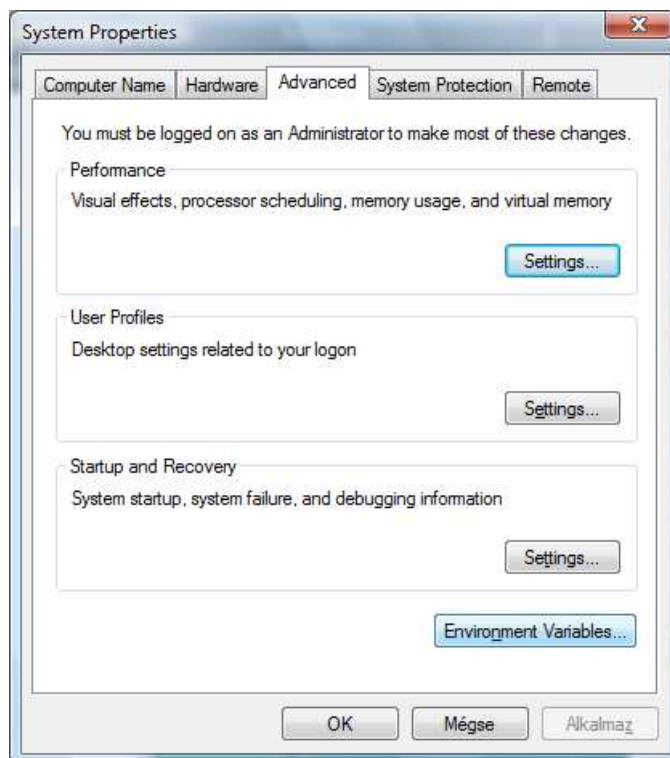 System Properties
Computer Name Hardware Advanced System Protection Remote
You must be logged on as an Administrator to make most of these changes.
Performance
Visual effects, processor scheduling, memory usage, and virtual memory
Settings...
User Profiles
Desktop settings related to your logon
Settings...
Startup and Recovery
System startup, system failure, and debugging information
Settings...
Environment Variables...
OK Mégse Alkalmaz